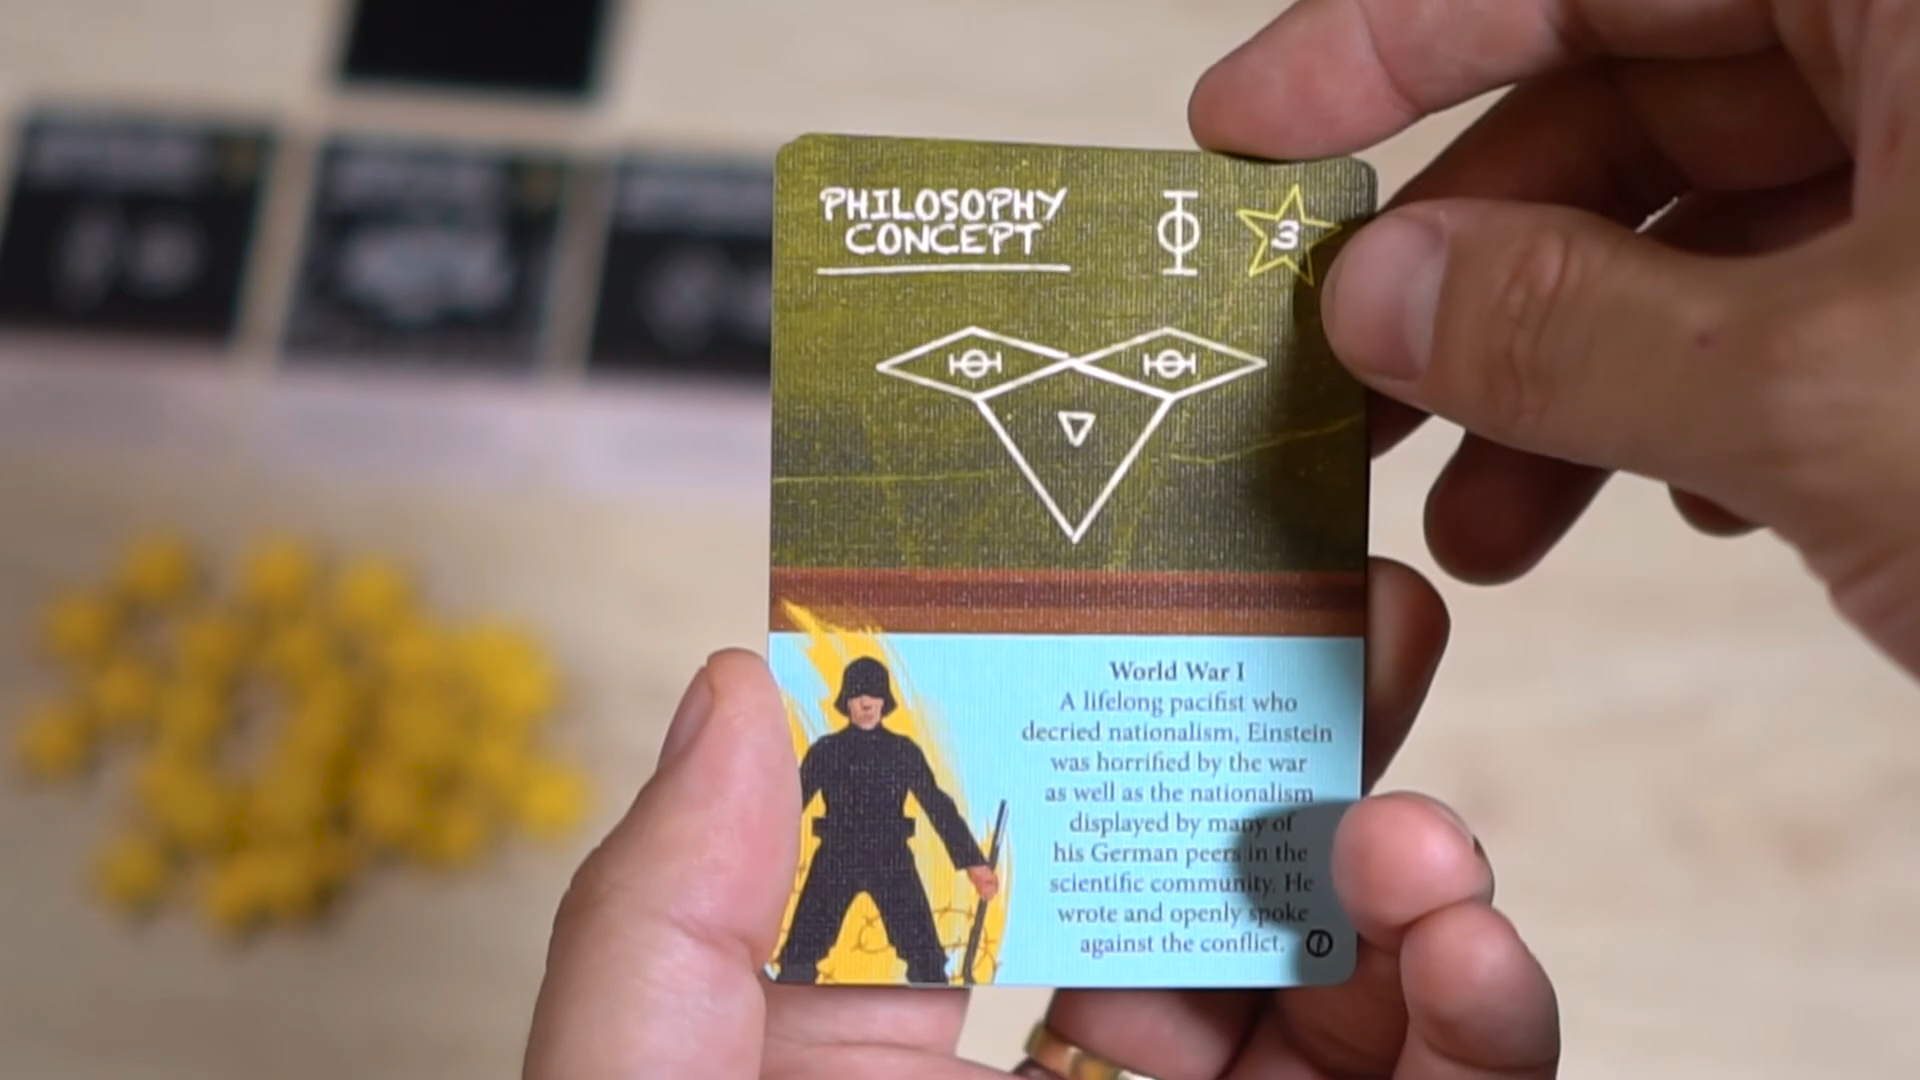 PHILOSOPHY
CONCEPT
3
World War I
A lifelong pacifist who
decried nationalism, Einstein
was horrified by the war
as well as the nationalism
displayed by many of
his German peers in the
scientific community. He
wrote and openly spoke
against the conflict.